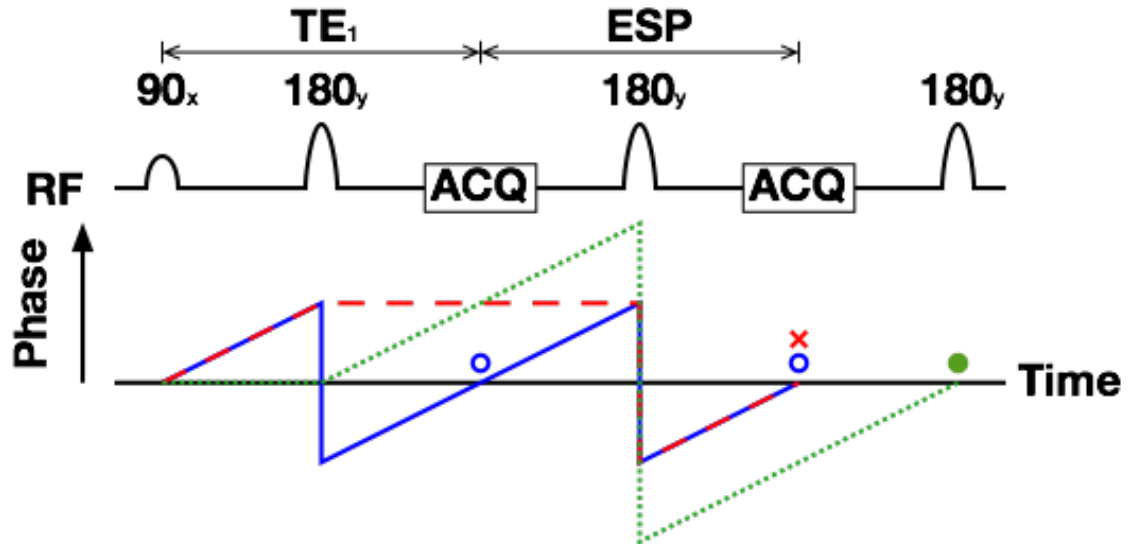 TE₁ ESP
90ₓ 180y 180y 180y
RF ACQ ACQ
Phase
Time